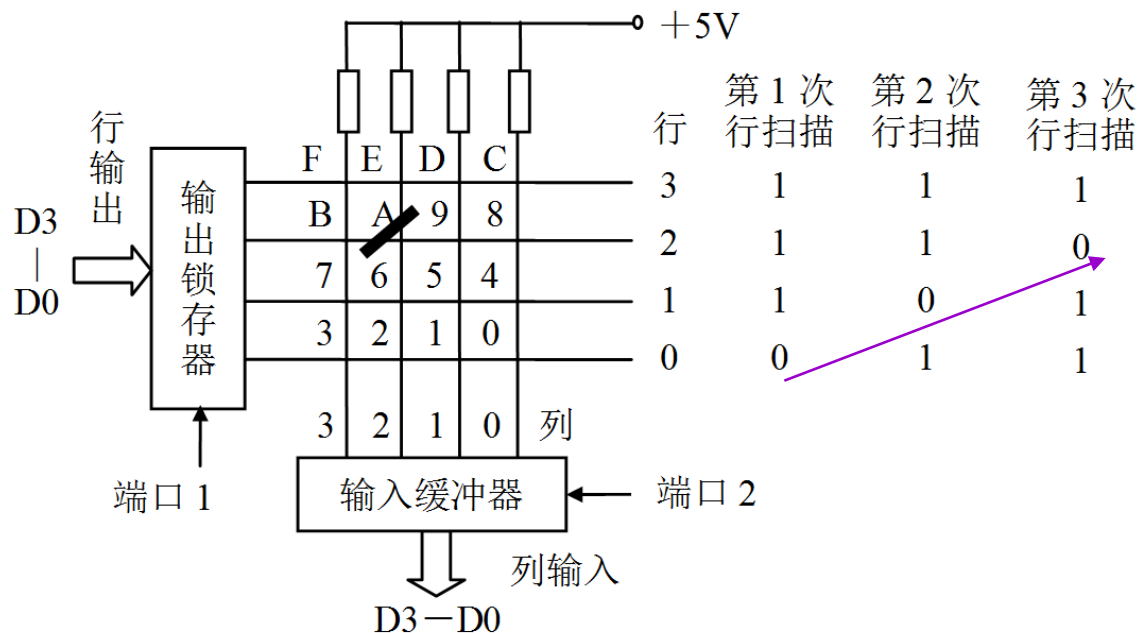 ＋5V
第 1 次 第 2 次 第 3 次
行 行扫描 行扫描 行扫描
行输出
F E D C
3 1 1 1
B A 9 8
D3－D0
输出锁存器
2 1 1 0
7 6 5 4
1 1 0 1
3 2 1 0
0 0 1 1
3 2 1 0 列
端口 1
输入缓冲器
端口 2
列输入
D3－D0